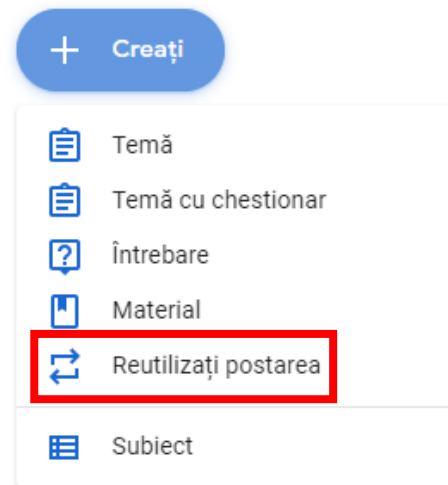 Creați
Temă
Temă cu chestionar
Întrebare
Material
Reutilizați postarea
Subiect